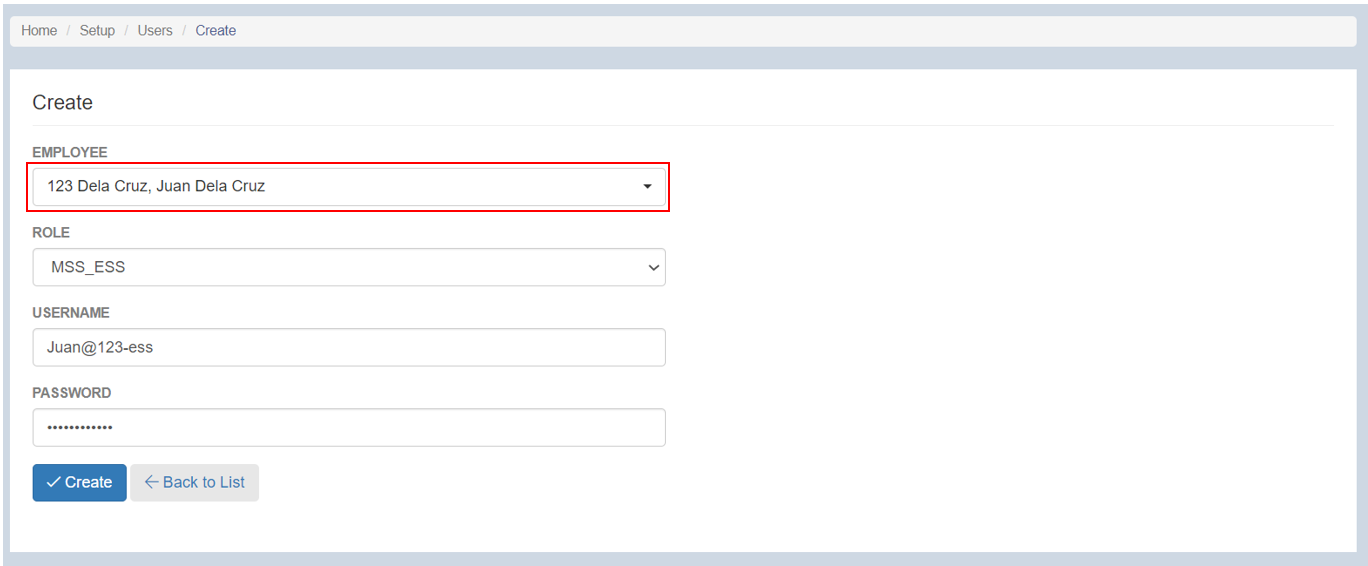 Home / Setup / Users / Create
Create
EMPLOYEE
123 Dela Cruz, Juan Dela Cruz
ROLE
MSS_ESS
USERNAME
Juan@123-ess
PASSWORD
••••••••••••
Create Back to List